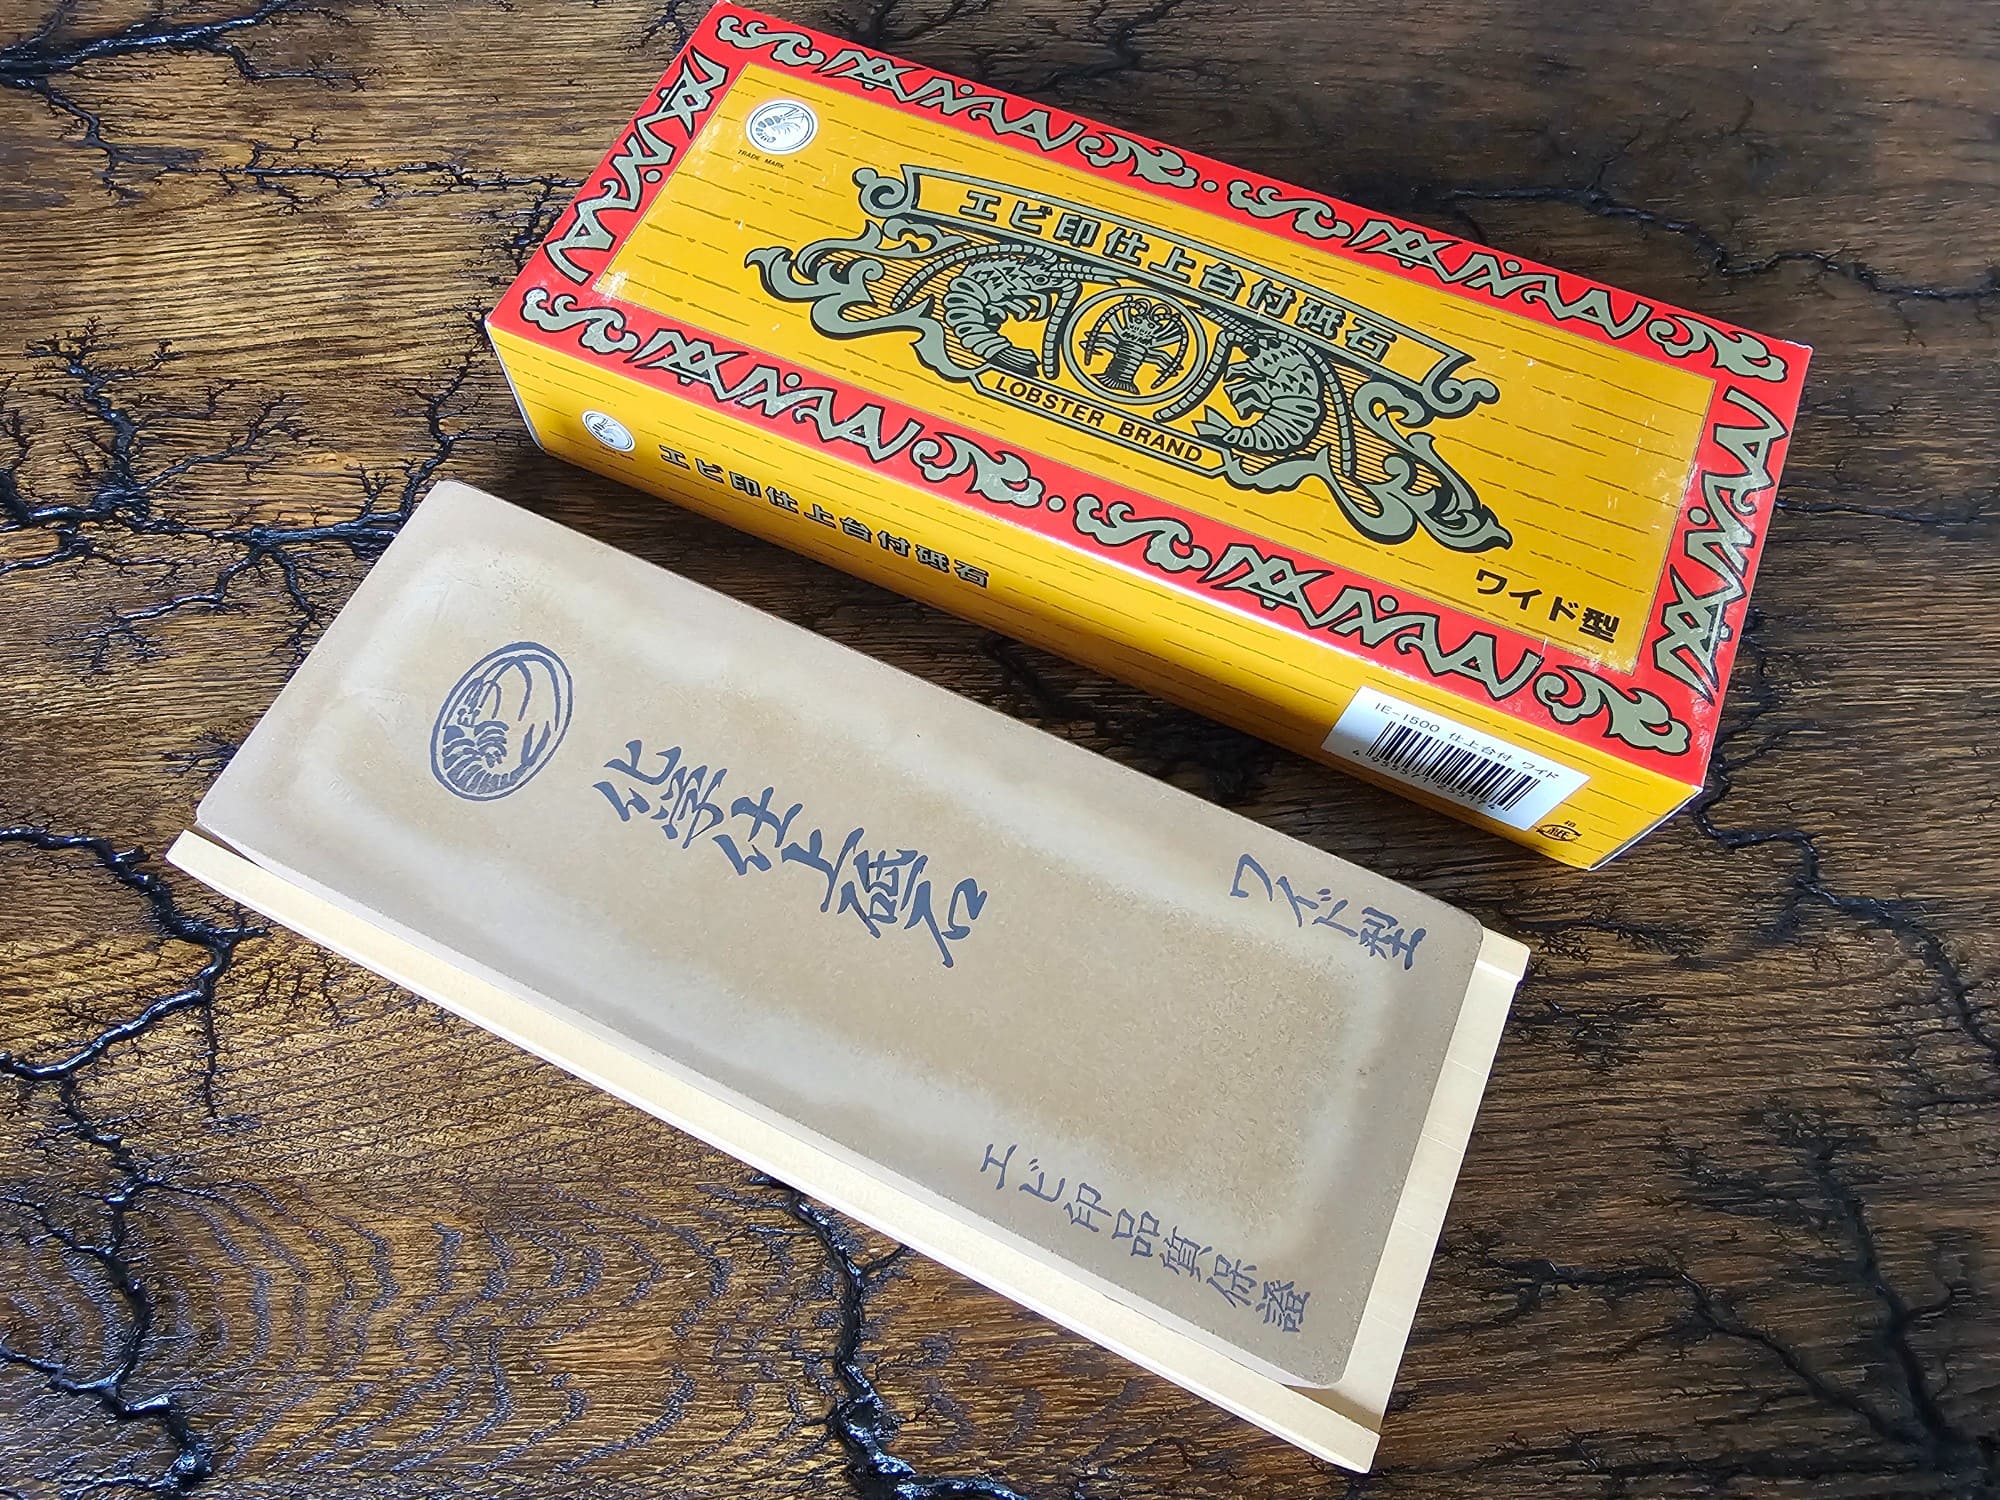 TRADE MARK
エビ印仕上台付砥石
LOBSTER BRAND
ワイド型
エビ印仕上台付砥石
IE-1500 仕上台付 ワイド
化学仕上砥石
ワイド型
エビ印品質保證